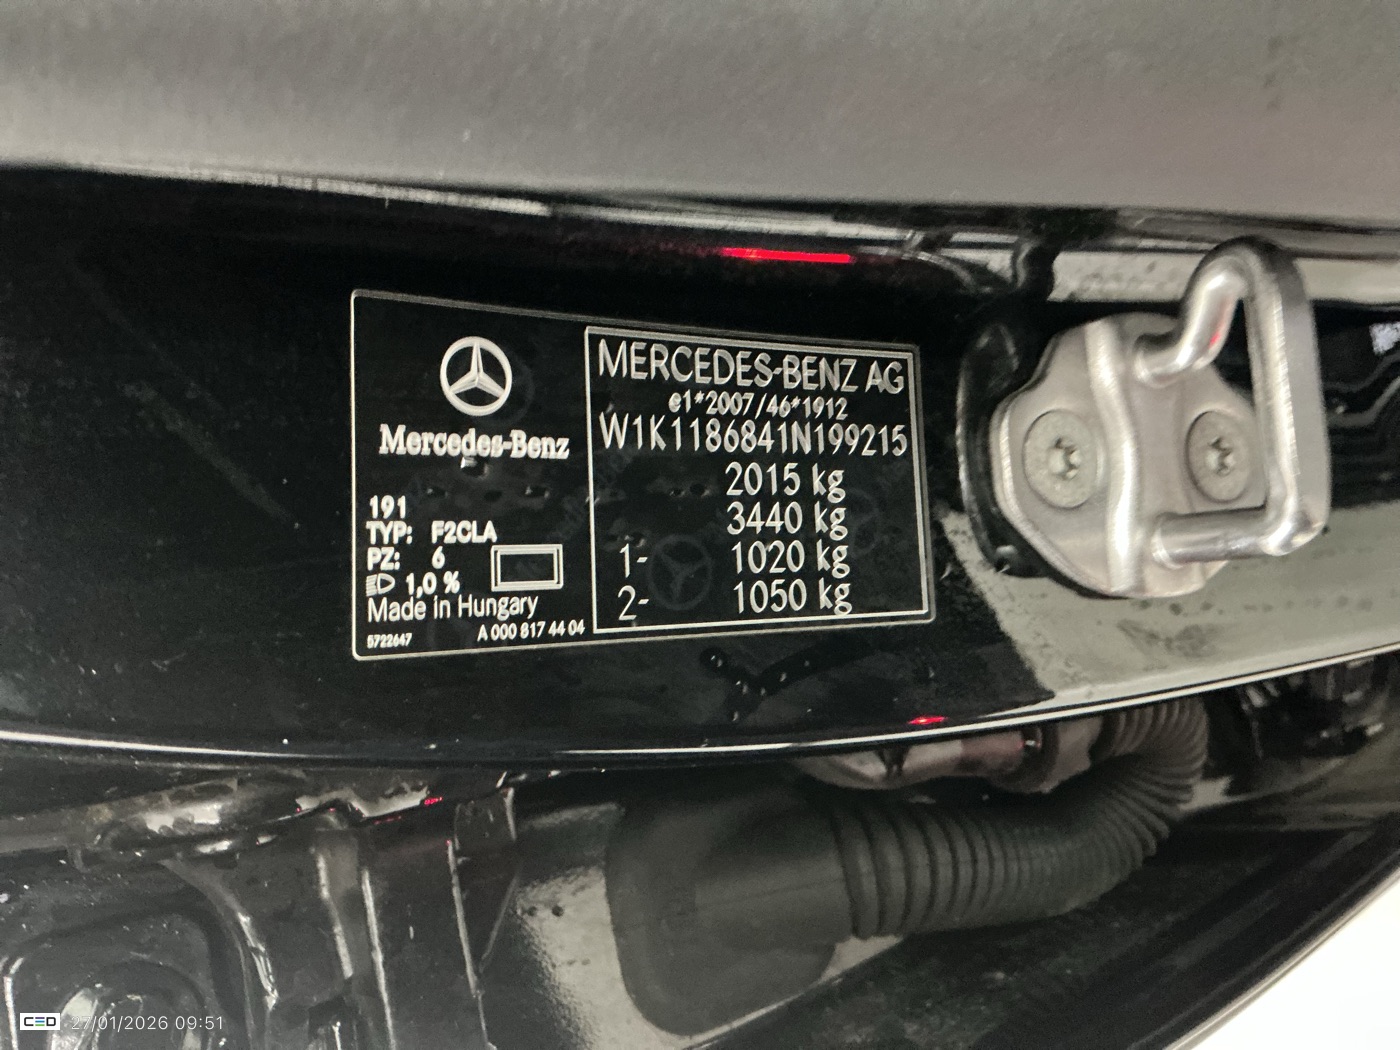 Mercedes-Benz
191
TYP: F2CLA
PZ: 6
1,0 %
Made in Hungary
A 000 817 44 04
MERCEDES-BENZ AG
e1*2007/46*1912
W1K1186841N199215
2015 kg
3440 kg
1- 1020 kg
2- 1050 kg
CED 27/01/2026 09:51